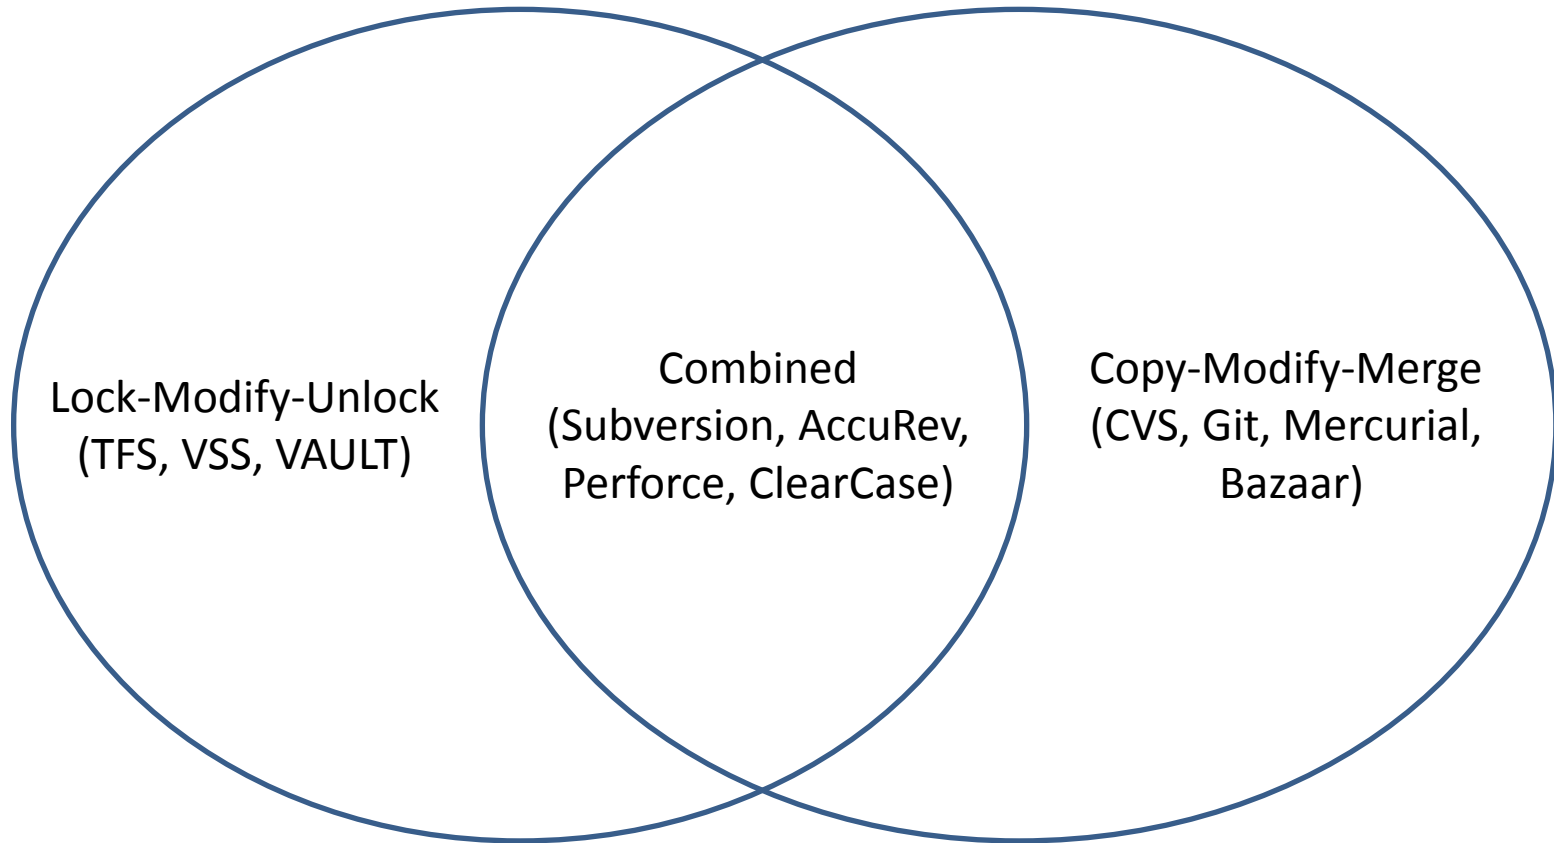 Lock-Modify-Unlock
(TFS, VSS, VAULT)
Combined
(Subversion, AccuRev,
Perforce, ClearCase)
Copy-Modify-Merge
(CVS, Git, Mercurial,
Bazaar)